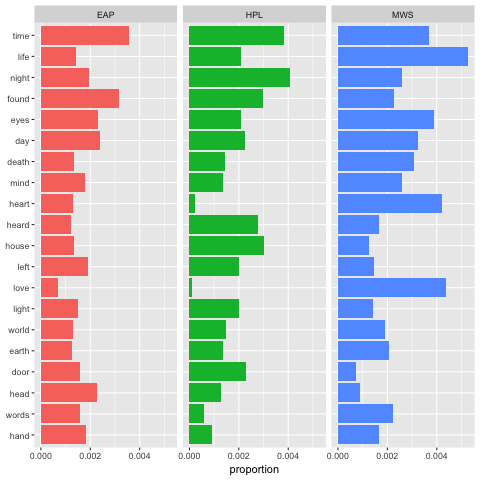 EAP HPL MWS
time
life
night
found
eyes
day
death
mind
heart
heard
house
left
love
light
world
earth
door
head
words
hand
0.000 0.002 0.004 0.000 0.002 0.004 0.000 0.002 0.004
proportion